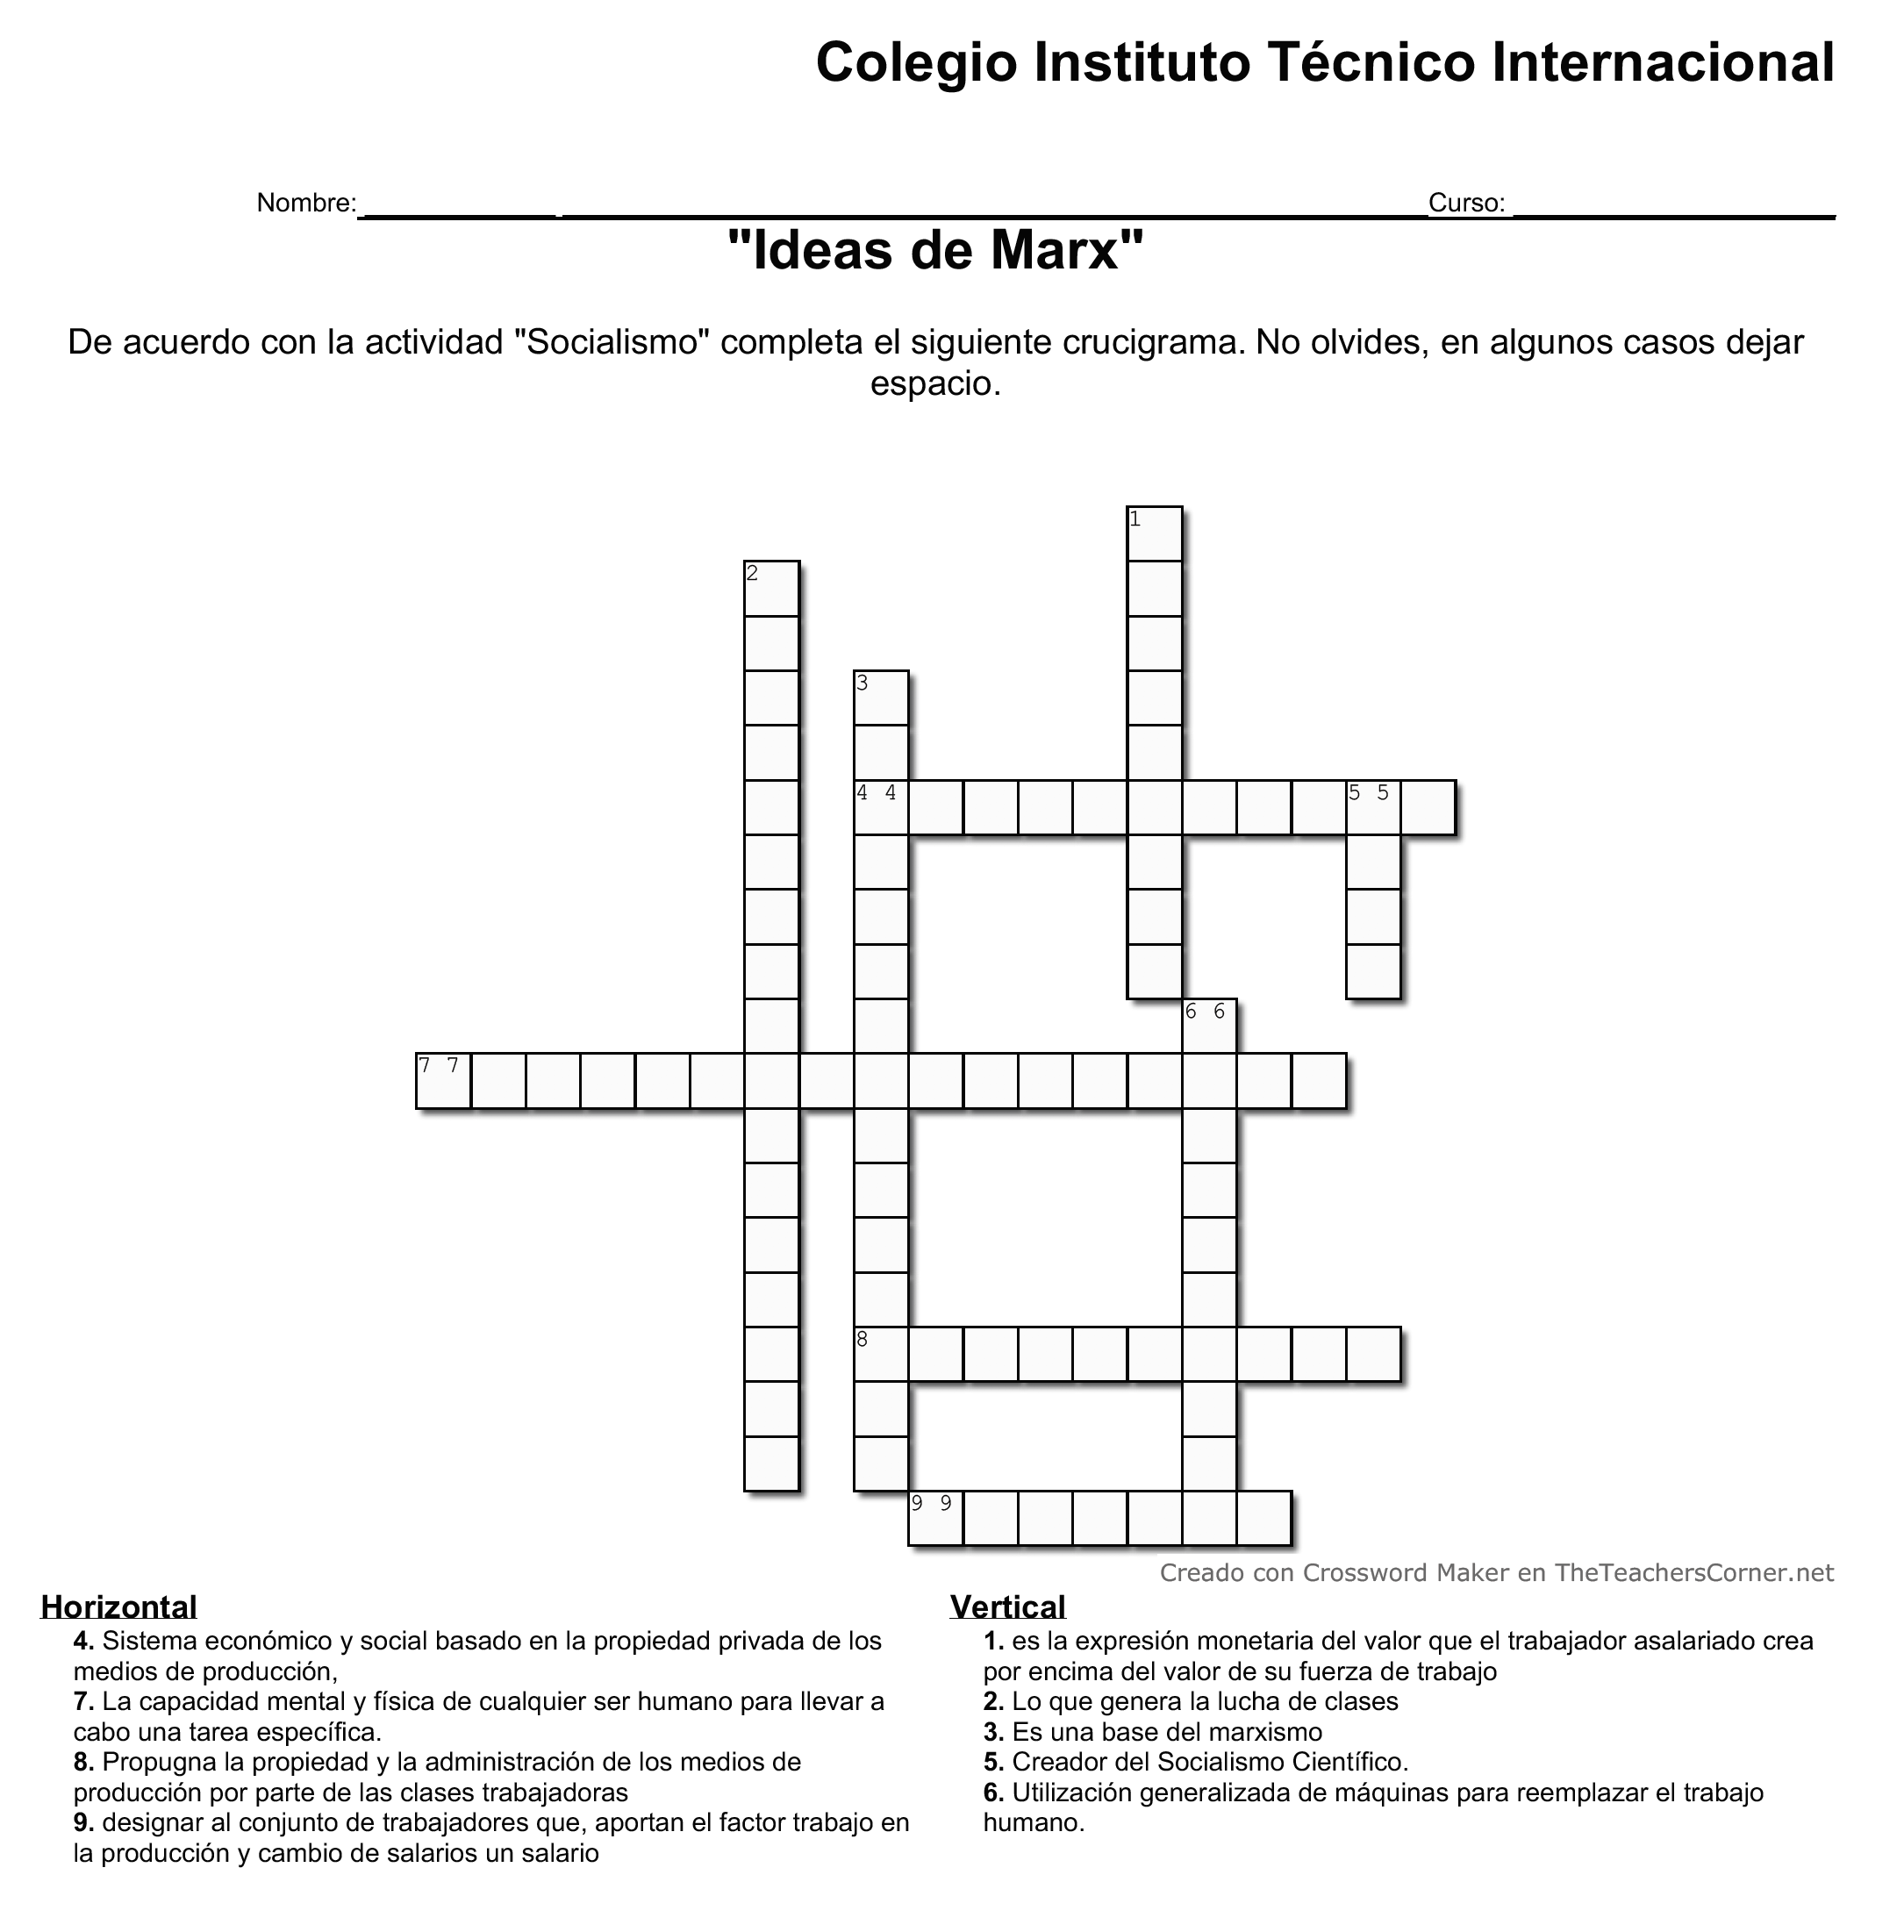 Colegio Instituto Técnico Internacional
Nombre: Curso:
"Ideas de Marx"
De acuerdo con la actividad "Socialismo" completa el siguiente crucigrama. No olvides, en algunos casos dejar
espacio.
1
2
3
4 4 5 5
6 6
7 7
8
9 9
Creado con Crossword Maker en TheTeachersCorner.net
Horizontal
4. Sistema económico y social basado en la propiedad privada de los
medios de producción,
7. La capacidad mental y física de cualquier ser humano para llevar a
cabo una tarea específica.
8. Propugna la propiedad y la administración de los medios de
producción por parte de las clases trabajadoras
9. designar al conjunto de trabajadores que, aportan el factor trabajo en
la producción y cambio de salarios un salario
Vertical
1. es la expresión monetaria del valor que el trabajador asalariado crea
por encima del valor de su fuerza de trabajo
2. Lo que genera la lucha de clases
3. Es una base del marxismo
5. Creador del Socialismo Científico.
6. Utilización generalizada de máquinas para reemplazar el trabajo
humano.